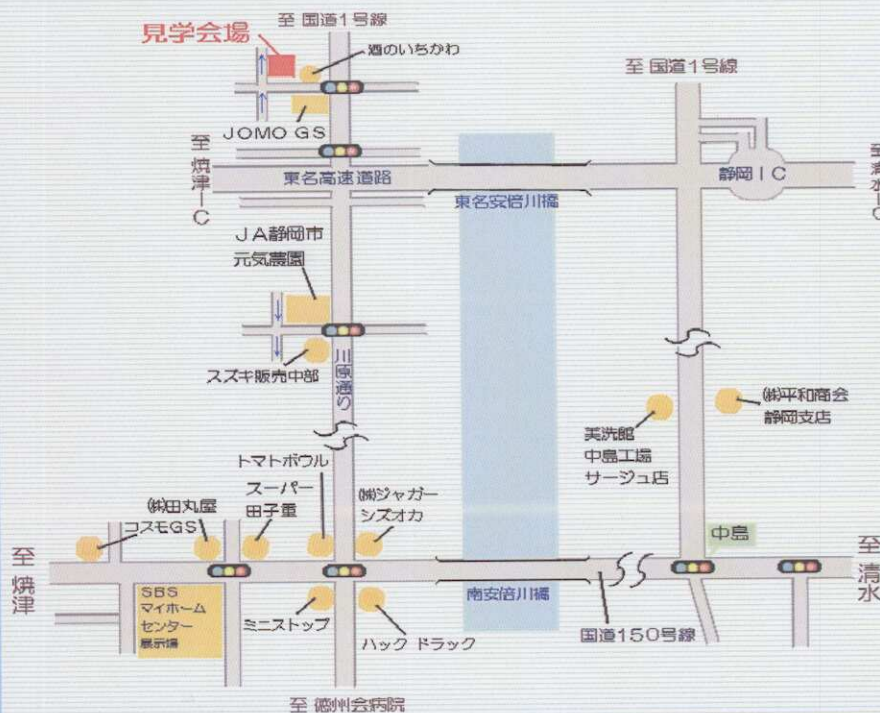 至 国道1号線
見学会場
酒のいちかわ
至 国道1号線
JOMO GS
至 焼津IC
東名高速道路
東名安倍川橋
静岡IC
至 清水IC
JA静岡市
元気農園
スズキ販売中部
川原通り
美洗館
中島工場
サージュ店
㈱平和商会
静岡支店
トマトボウル
スーパー
田子重
㈱ジャガー
シズオカ
㈱田丸屋
コスモGS
中島
至 焼津
至 清水
SBS
マイホーム
センター
展示場
ミニストップ
ハック ドラック
南安倍川橋
国道150号線
至 徳州会病院